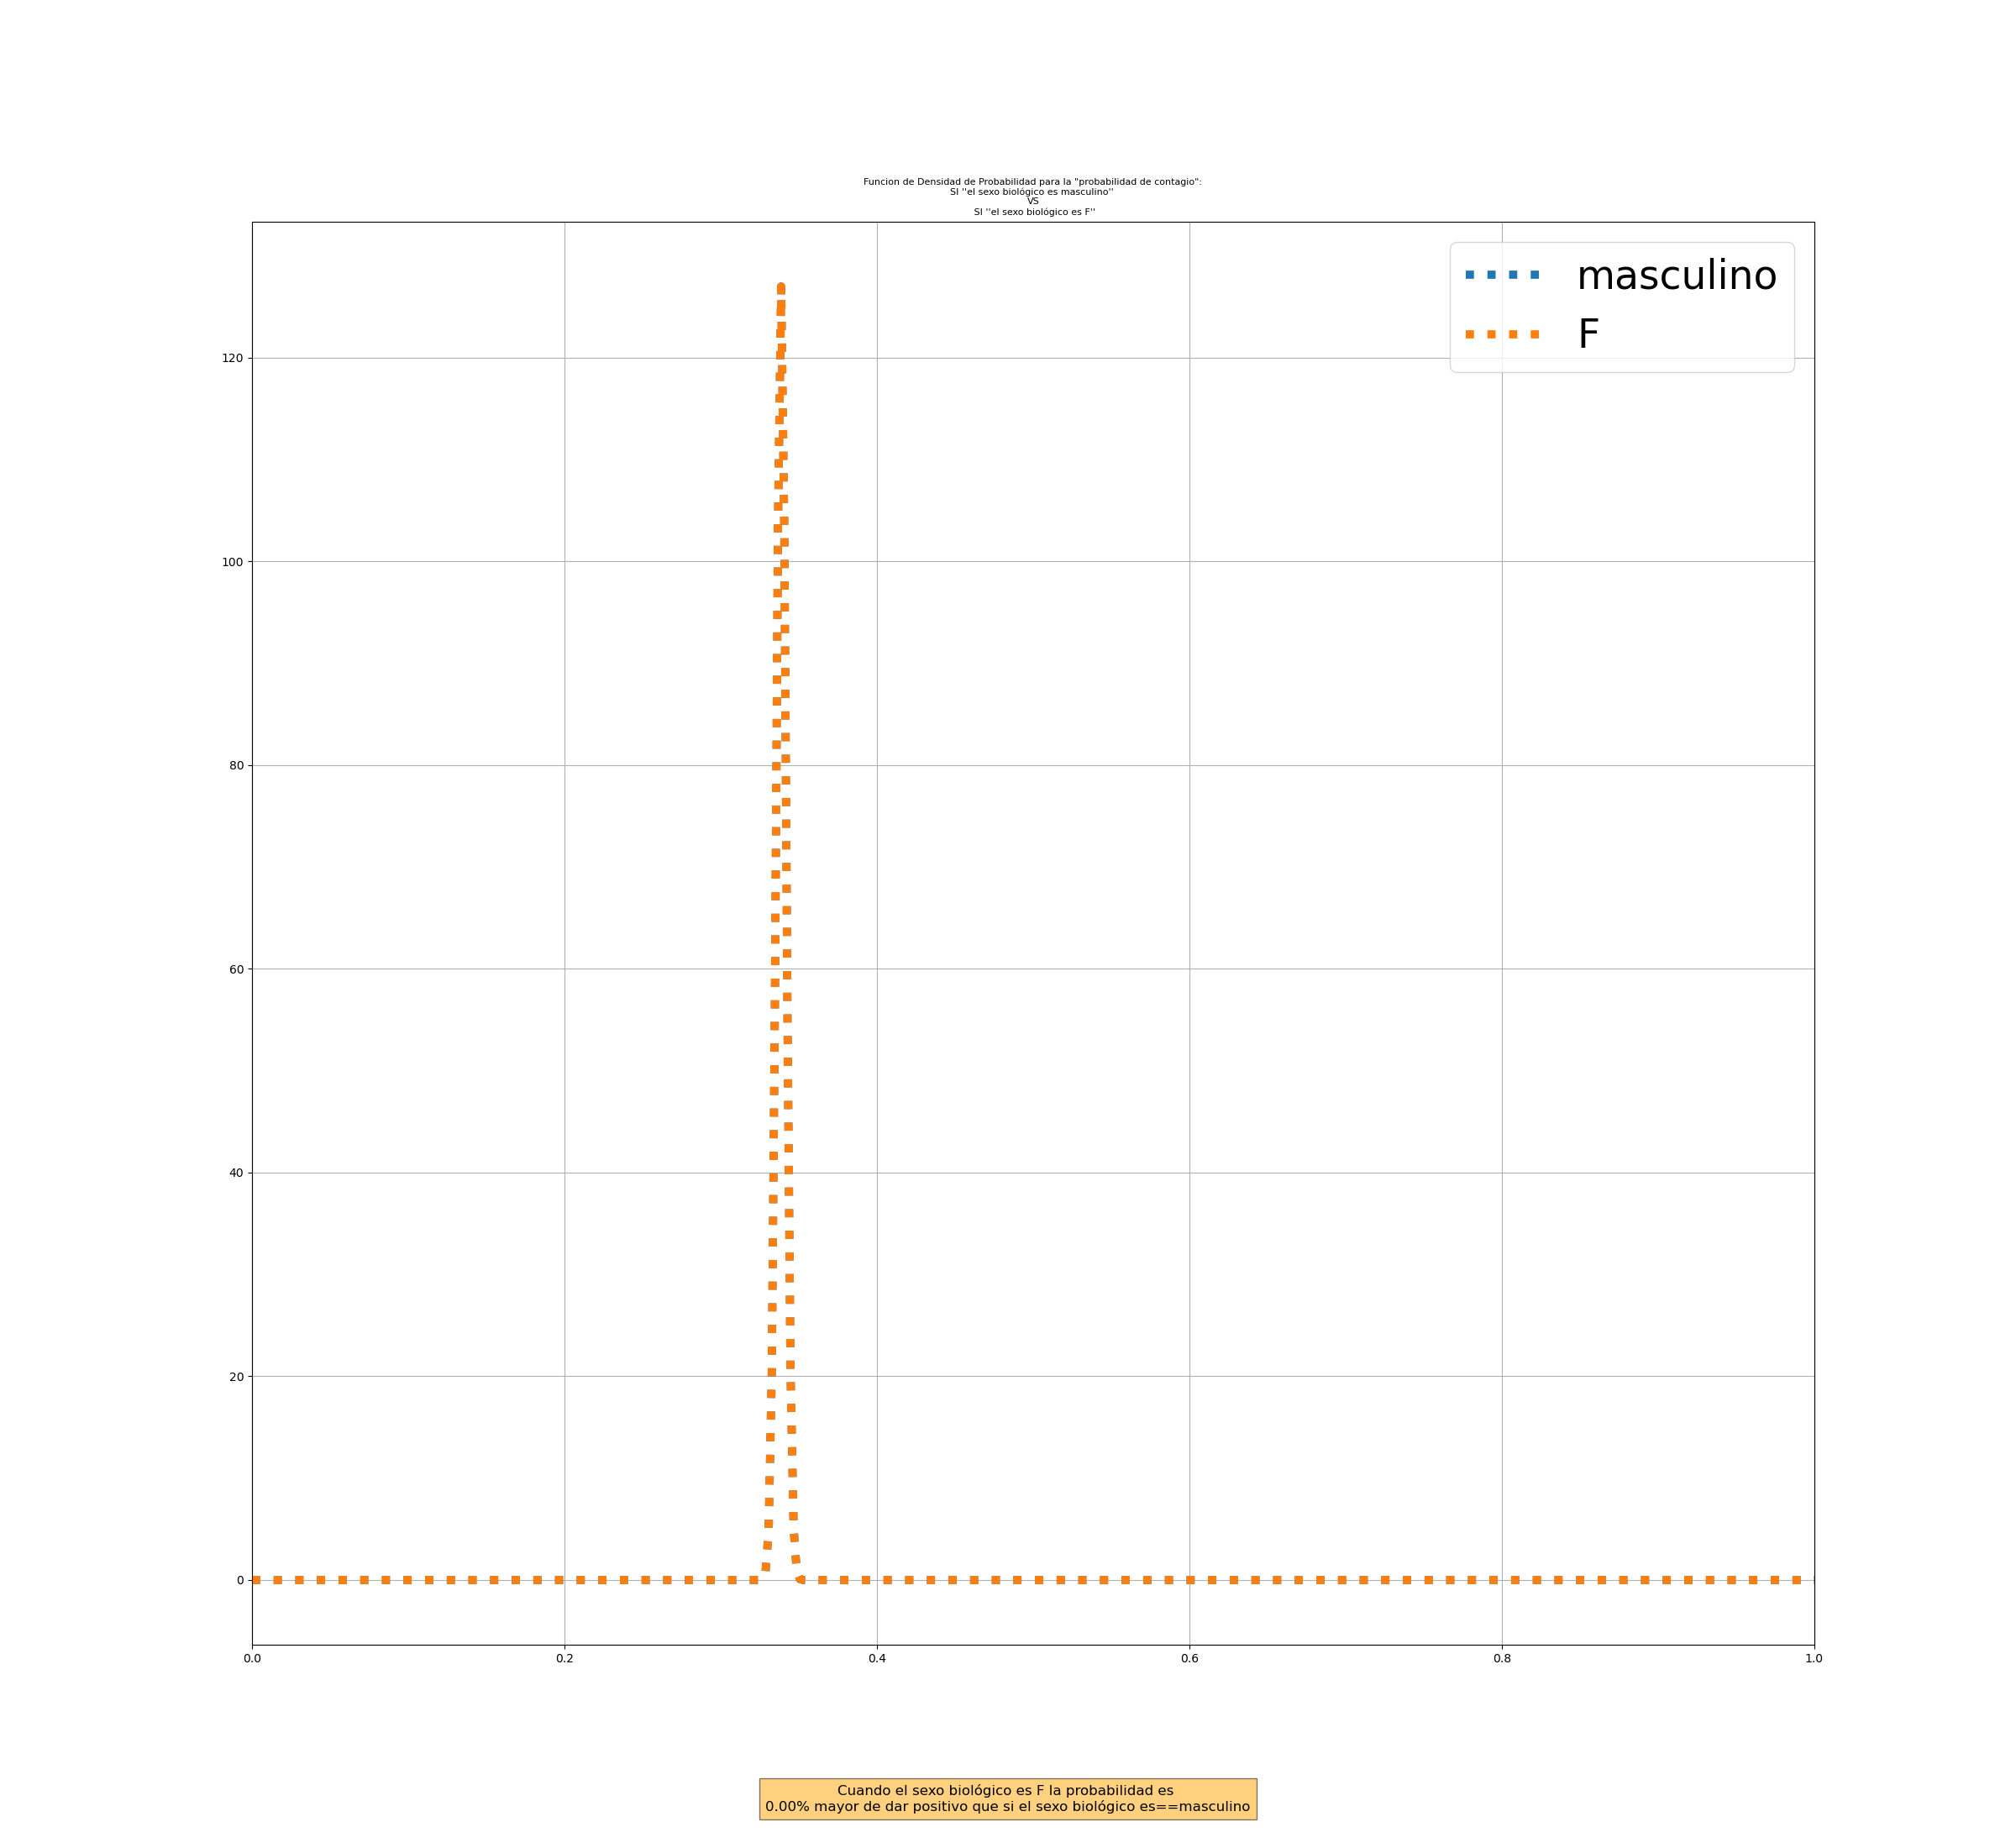 Funcion de Densidad de Probabilidad para la "probabilidad de contagio":
SI ''el sexo biológico es masculino''
VS
SI ''el sexo biológico es F''
masculino
F
120
100
80
60
40
20
0
0.0 0.2 0.4 0.6 0.8 1.0
Cuando el sexo biológico es F la probabilidad es
0.00% mayor de dar positivo que si el sexo biológico es==masculino